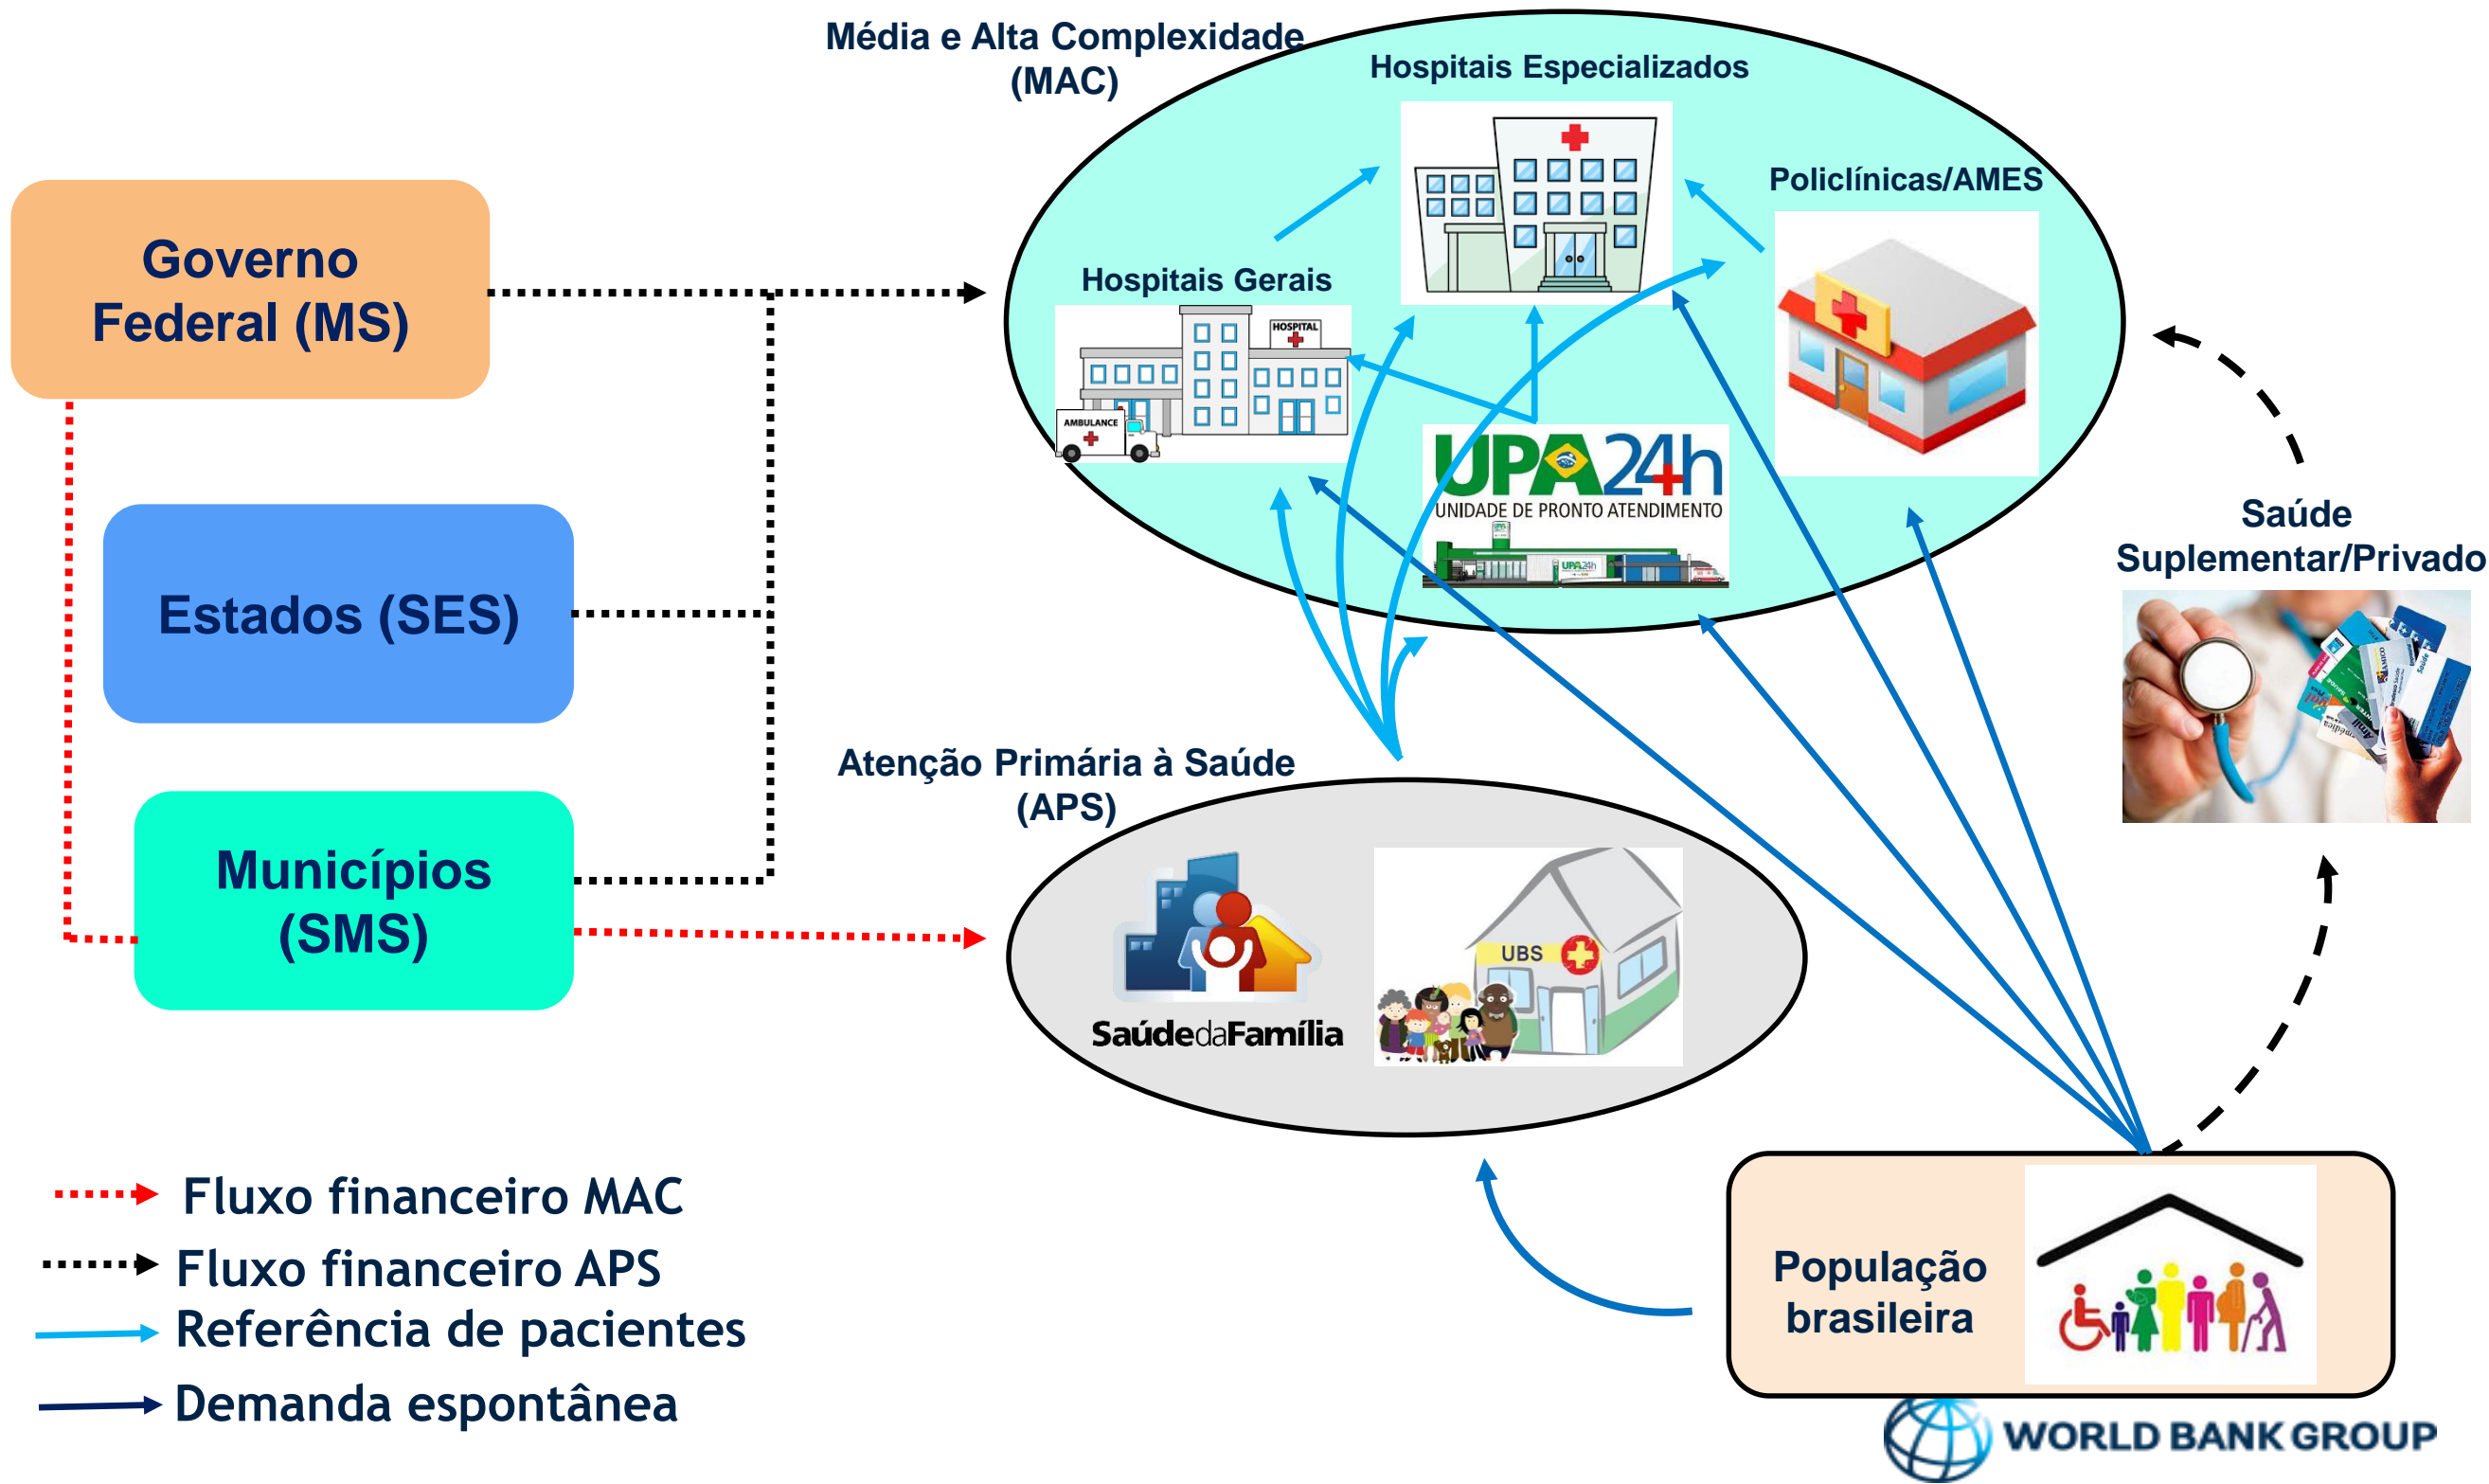 Média e Alta Complexidade
(MAC)
Hospitais Especializados
Policlínicas/AMES
Hospitais Gerais
HOSPITAL
AMBULANCE
UPA 24h
UNIDADE DE PRONTO ATENDIMENTO
UPA24h
Governo
Federal (MS)
Estados (SES)
Municípios
(SMS)
Saúde
Suplementar/Privado
Atenção Primária à Saúde
(APS)
SaúdedaFamília
UBS
Fluxo financeiro MAC
Fluxo financeiro APS
Referência de pacientes
Demanda espontânea
População
brasileira
WORLD BANK GROUP